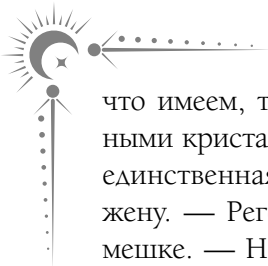 что имеем, т
ными криста
единственная
жену. — Рег
мешке. — Н